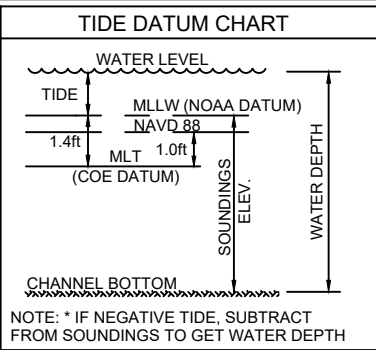 TIDE DATUM CHART
WATER LEVEL
TIDE
MLLW (NOAA DATUM)
NAVD 88
1.4ft
1.0ft
MLT
(COE DATUM)
SOUNDINGS
ELEV.
WATER DEPTH
CHANNEL BOTTOM
NOTE: * IF NEGATIVE TIDE, SUBTRACT
FROM SOUNDINGS TO GET WATER DEPTH